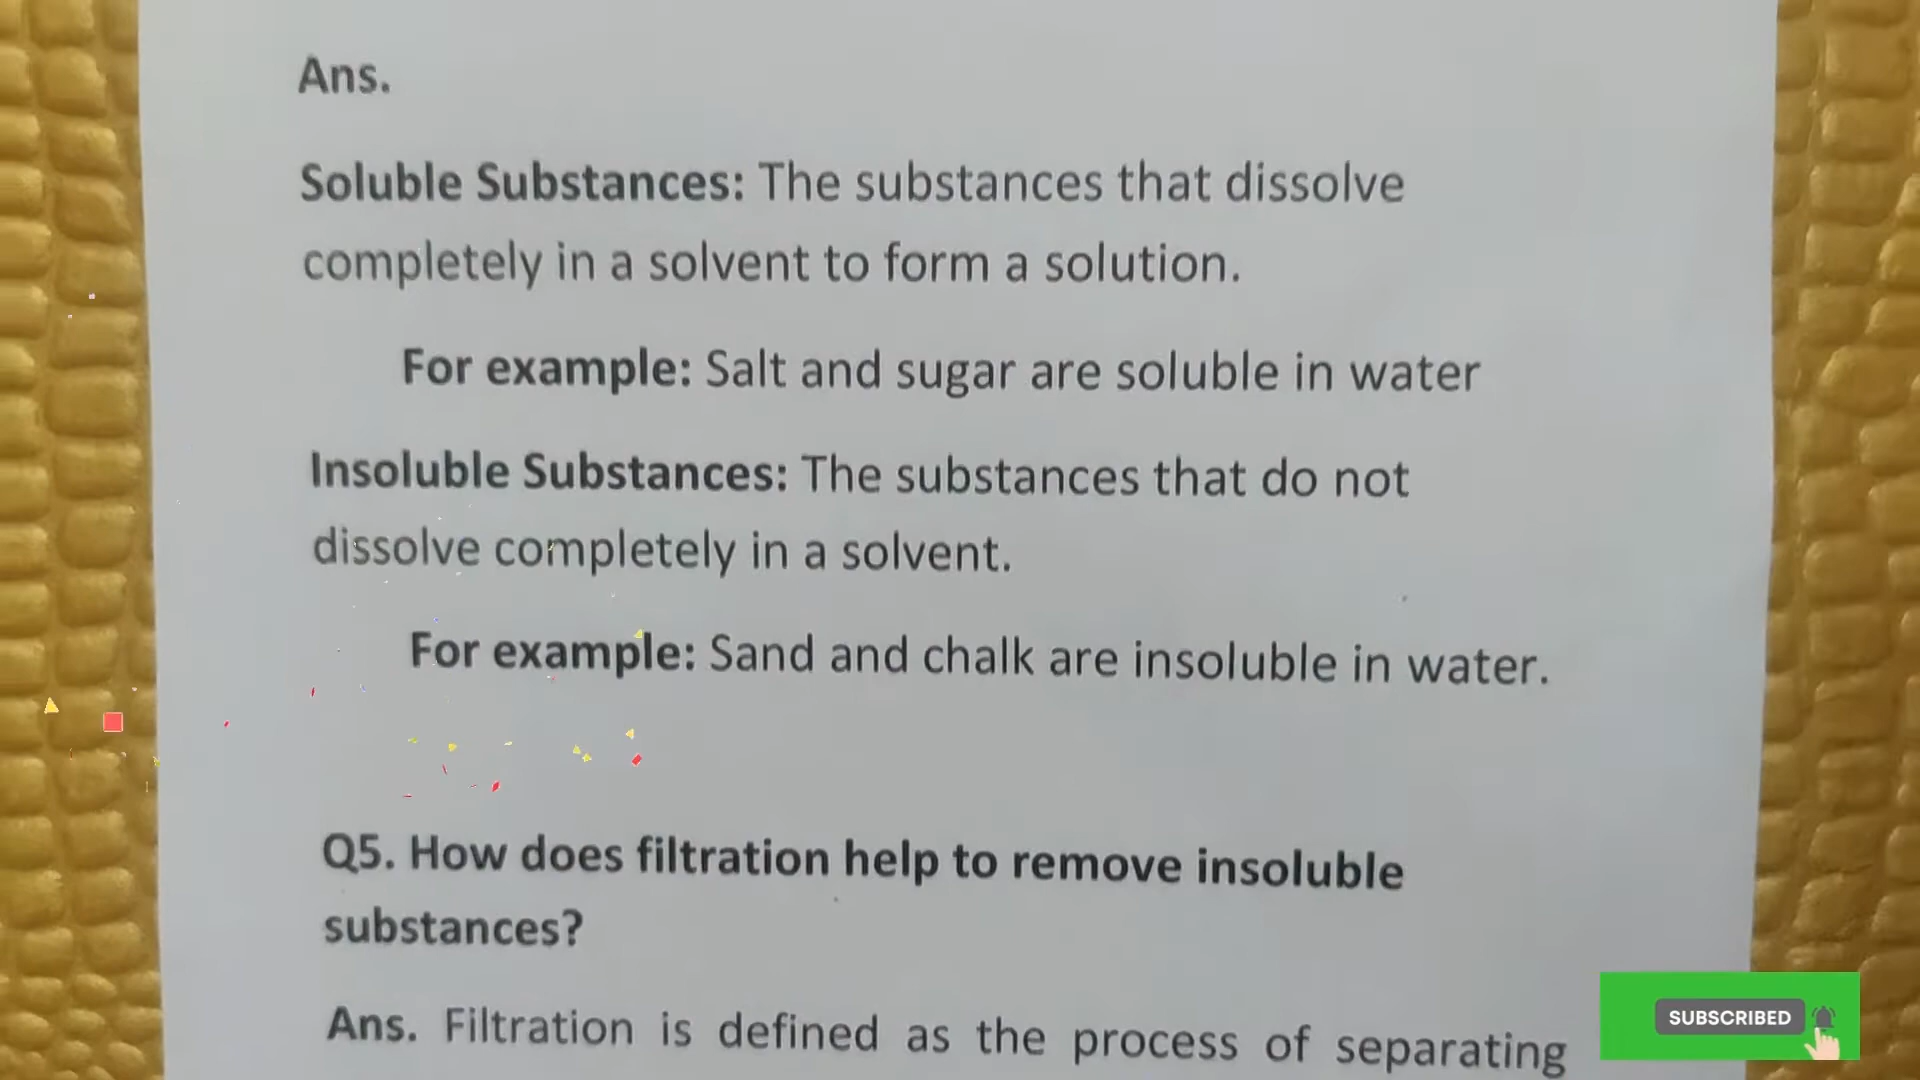 Ans.
Soluble Substances: The substances that dissolve
completely in a solvent to form a solution.
For example: Salt and sugar are soluble in water
Insoluble Substances: The substances that do not
dissolve completely in a solvent.
For example: Sand and chalk are insoluble in water.
Q5. How does filtration help to remove insoluble
substances?
Ans. Filtration is defined as the process of separating
SUBSCRIBED